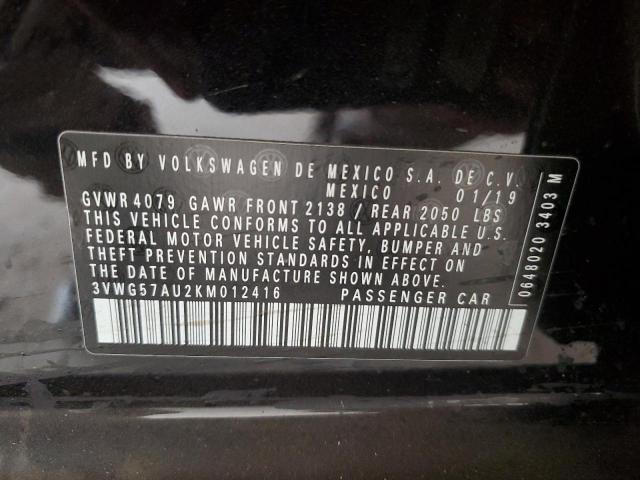 MFD BY VOLKSWAGEN DE MEXICO S.A. DE C.V.
MEXICO 01/19
GVWR 4079 GAWR FRONT 2138 / REAR 2050 LBS
THIS VEHICLE CONFORMS TO ALL APPLICABLE U.S.
FEDERAL MOTOR VEHICLE SAFETY, BUMPER AND
THEFT PREVENTION STANDARDS IN EFFECT ON
THE DATE OF MANUFACTURE SHOWN ABOVE.
3VWG57AU2KM012416 PASSENGER CAR
0648020 3403 M